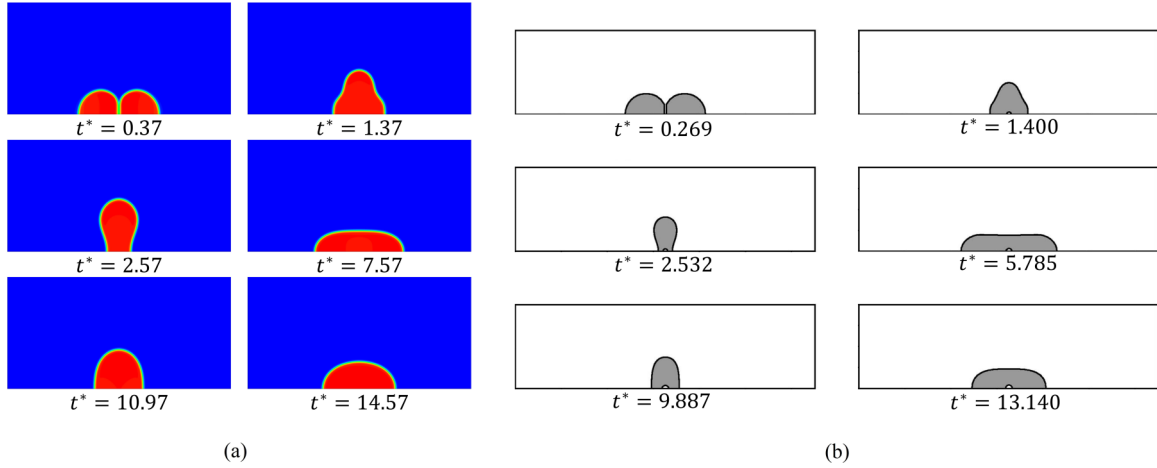 t* = 0.37
t* = 1.37
t* = 0.269
t* = 1.400
t* = 2.57
t* = 7.57
t* = 2.532
t* = 5.785
t* = 10.97
t* = 14.57
t* = 9.887
t* = 13.140
(a)
(b)